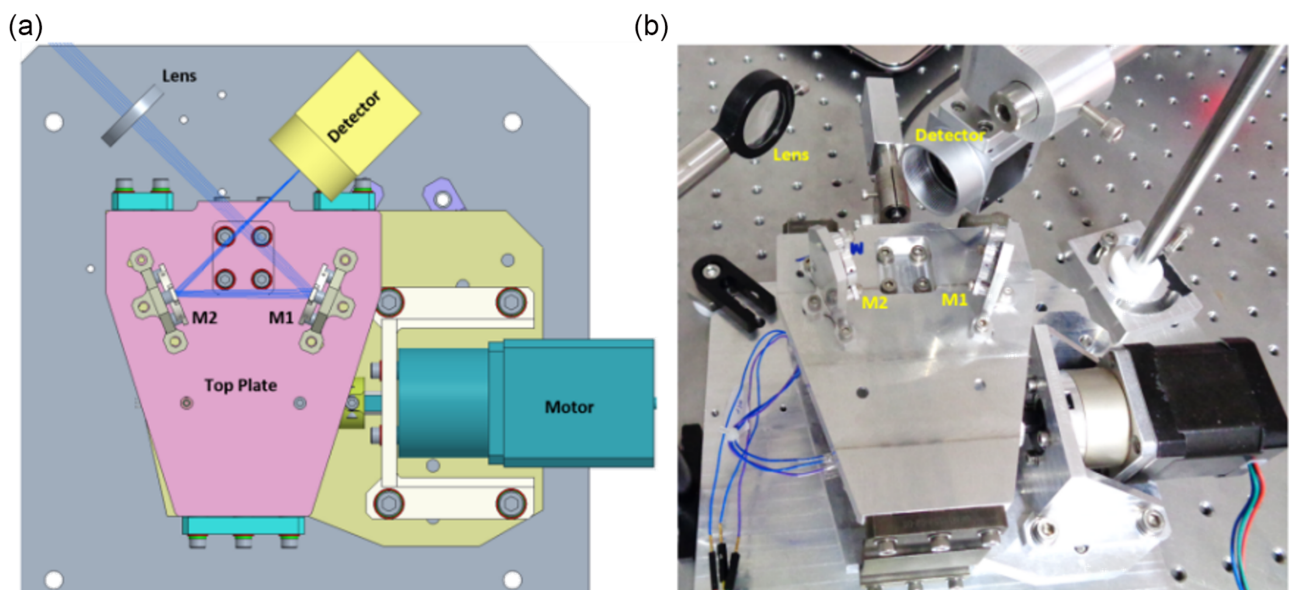 (a)
(b)
Lens
Detector
M2
M1
Top Plate
Motor
Lens
Detector
M2
M1